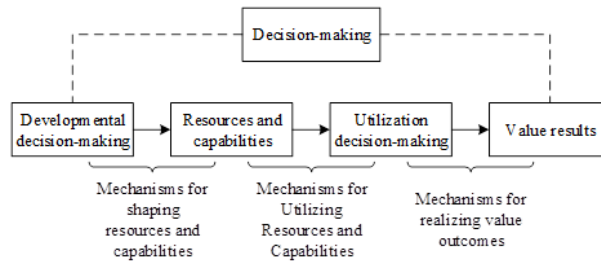 Decision-making
Developmental
decision-making
Resources and
capabilities
Utilization
decision-making
Value results
Mechanisms for
shaping
resources and
capabilities
Mechanisms for
Utilizing
Resources and
Capabilities
Mechanisms for
realizing value
outcomes